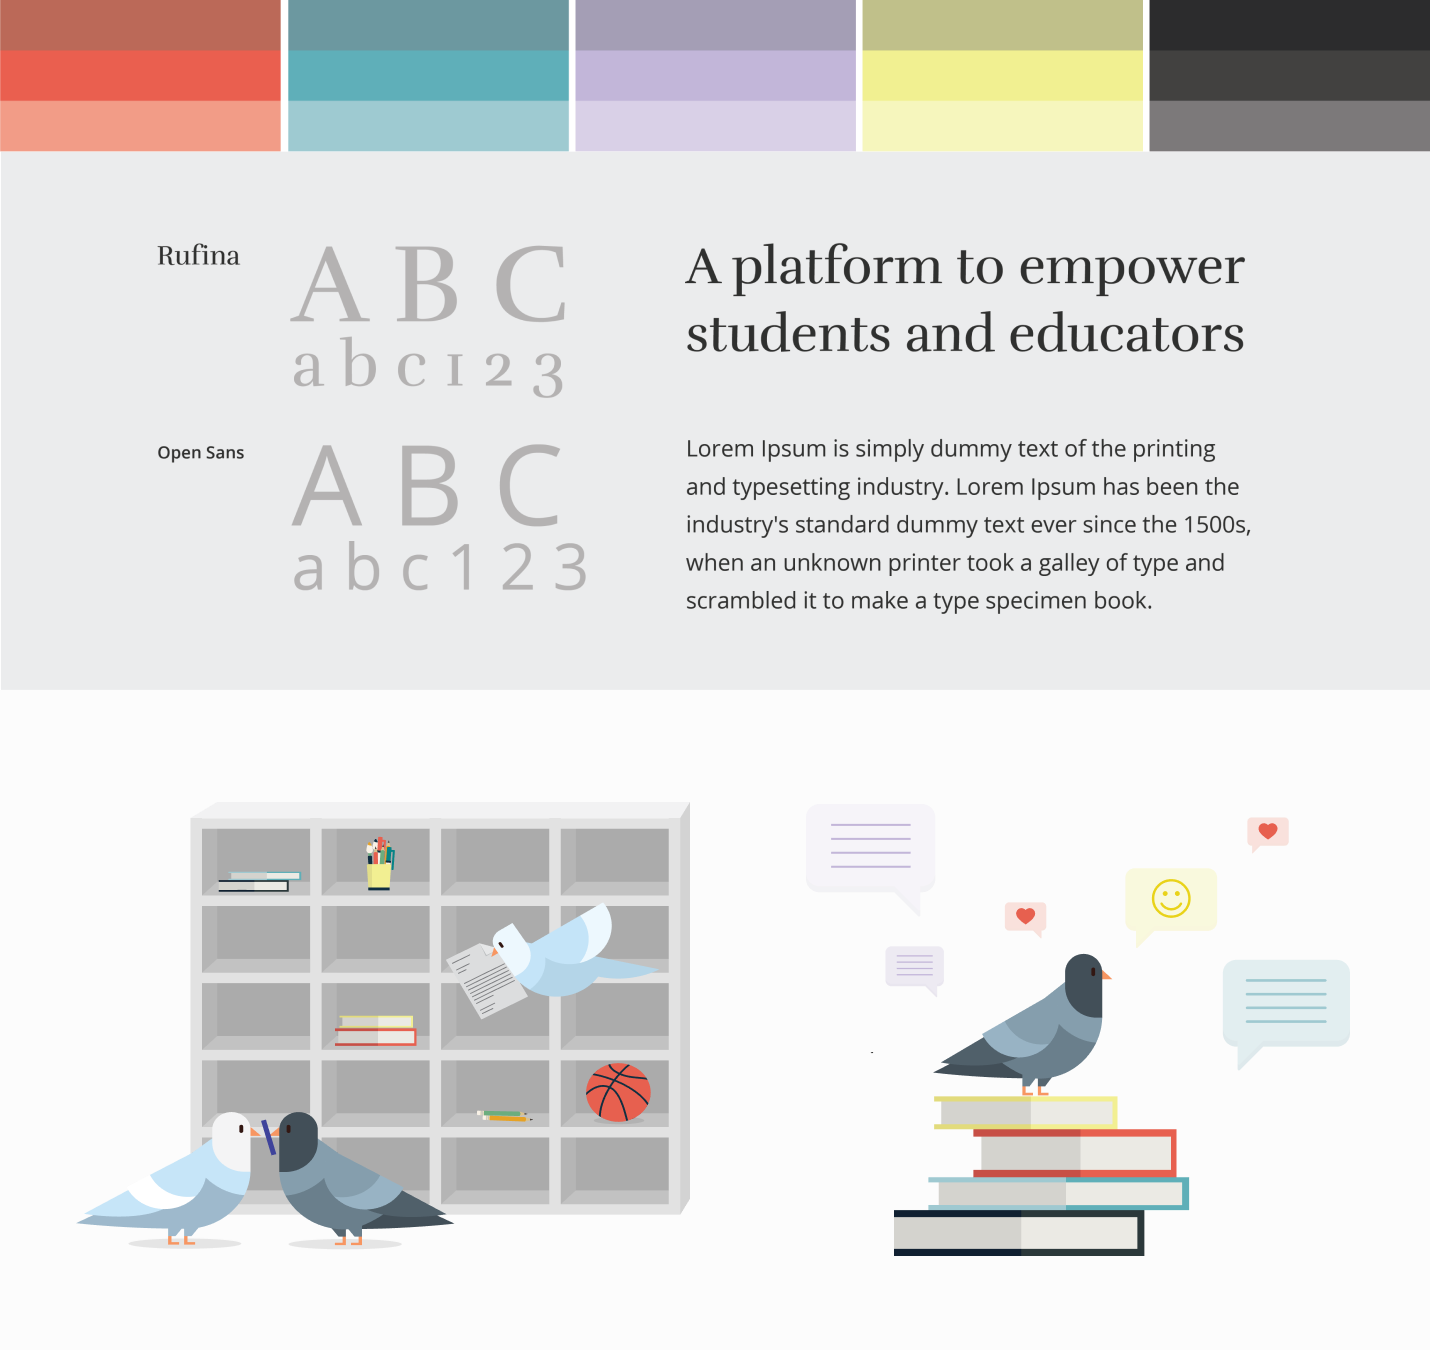 Rufina
A B C
a b c 1 2 3
A platform to empower
students and educators
Open Sans
A B C
a b c 1 2 3
Lorem Ipsum is simply dummy text of the printing
and typesetting industry. Lorem Ipsum has been the
industry's standard dummy text ever since the 1500s,
when an unknown printer took a galley of type and
scrambled it to make a type specimen book.